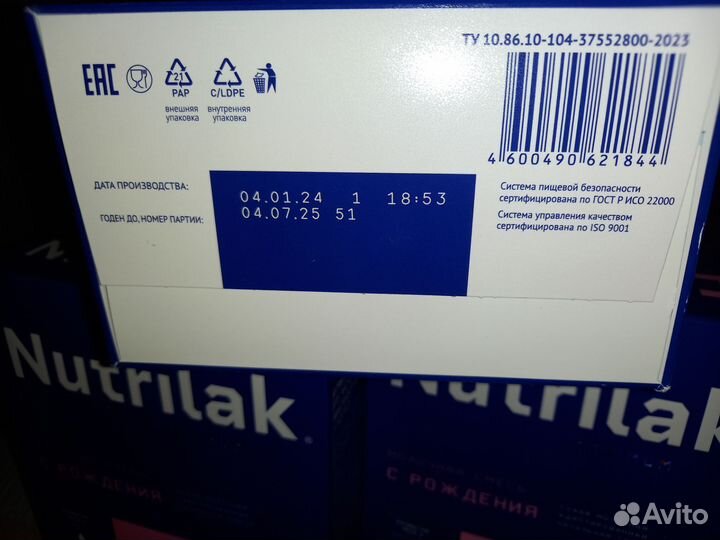 ТУ 10.86.10-104-37552800-2023
EAC
21
PAP
C/LDPE
внешняя
упаковка
внутренняя
упаковка
4 600490 621844
ДАТА ПРОИЗВОДСТВА:
04.01.24 1 18:53
ГОДЕН ДО, НОМЕР ПАРТИИ:
04.07.25 51
Система пищевой безопасности
сертифицирована по ГОСТ Р ИСО 22000
Система управления качеством
сертифицирована по ISO 9001
Nutrilak
Nutrilak
С РОЖДЕНИЯ
С РОЖДЕНИЯ
Avito